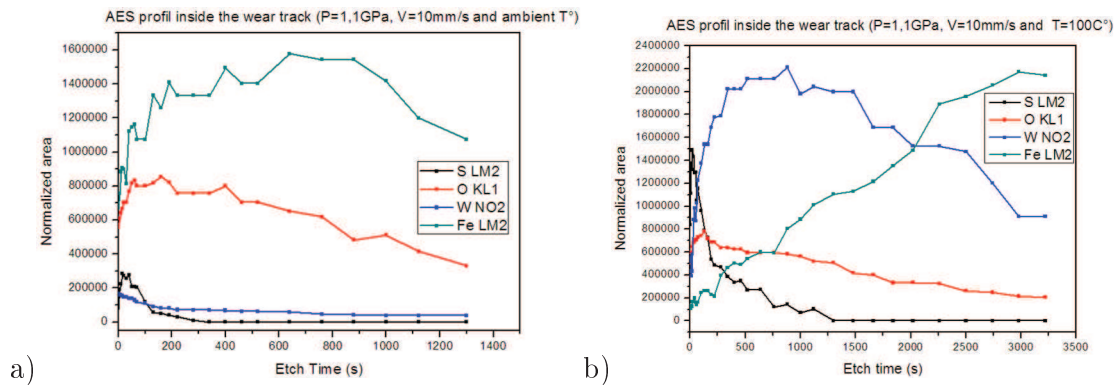 AES profil inside the wear track (P=1,1GPa, V=10mm/s and ambient T°)
1600000
1400000
1200000
1000000
800000
600000
400000
200000
0
Normalized area
S LM2
O KL1
W NO2
Fe LM2
0 200 400 600 800 1000 1200 1400
Etch Time (s)
a)
AES profil inside the wear track (P=1,1GPa, V=10mm/s and T=100C°)
2400000
2200000
2000000
1800000
1600000
1400000
1200000
1000000
800000
600000
400000
200000
0
Normalized area
S LM2
O KL1
W NO2
Fe LM2
0 500 1000 1500 2000 2500 3000 3500
Etch time (s)
b)